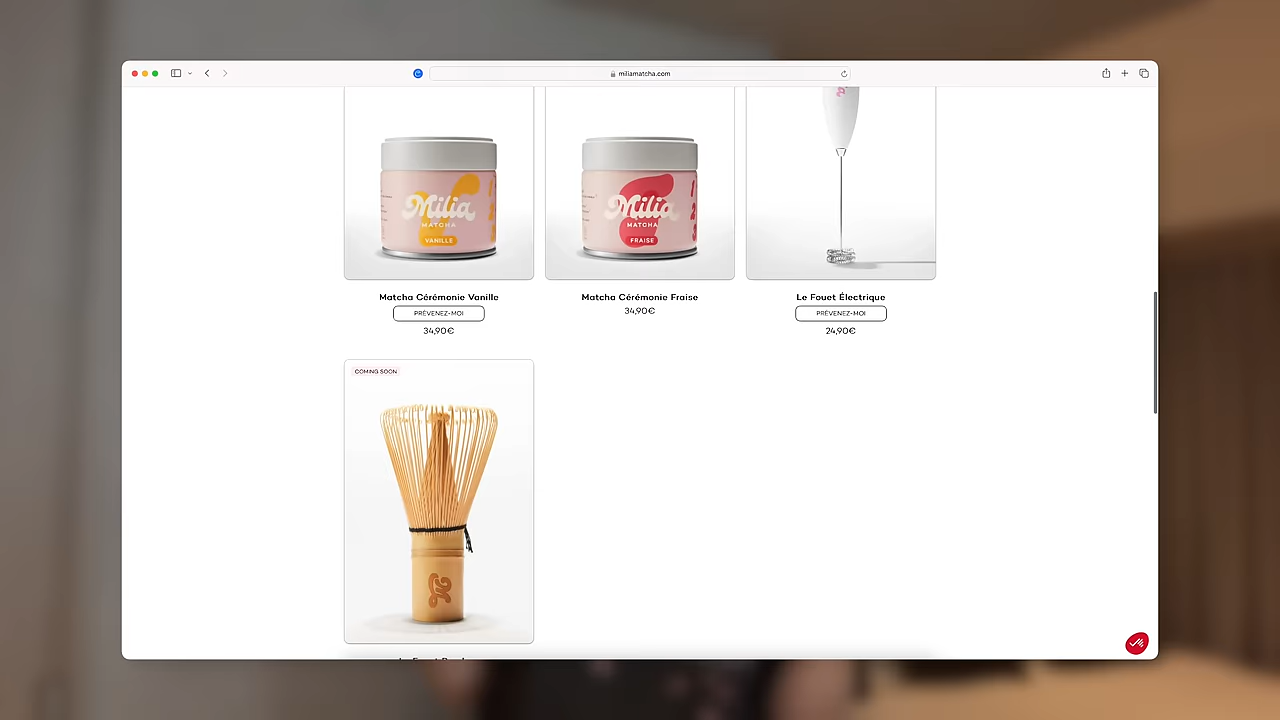 miliamatcha.com
Milia
MATCHA
VANILLE
Milia
MATCHA
FRAISE
Matcha Cérémonie Vanille
PRÉVENEZ-MOI
34,90€
Matcha Cérémonie Fraise
34,90€
Le Fouet Électrique
PRÉVENEZ-MOI
24,90€
COMING SOON